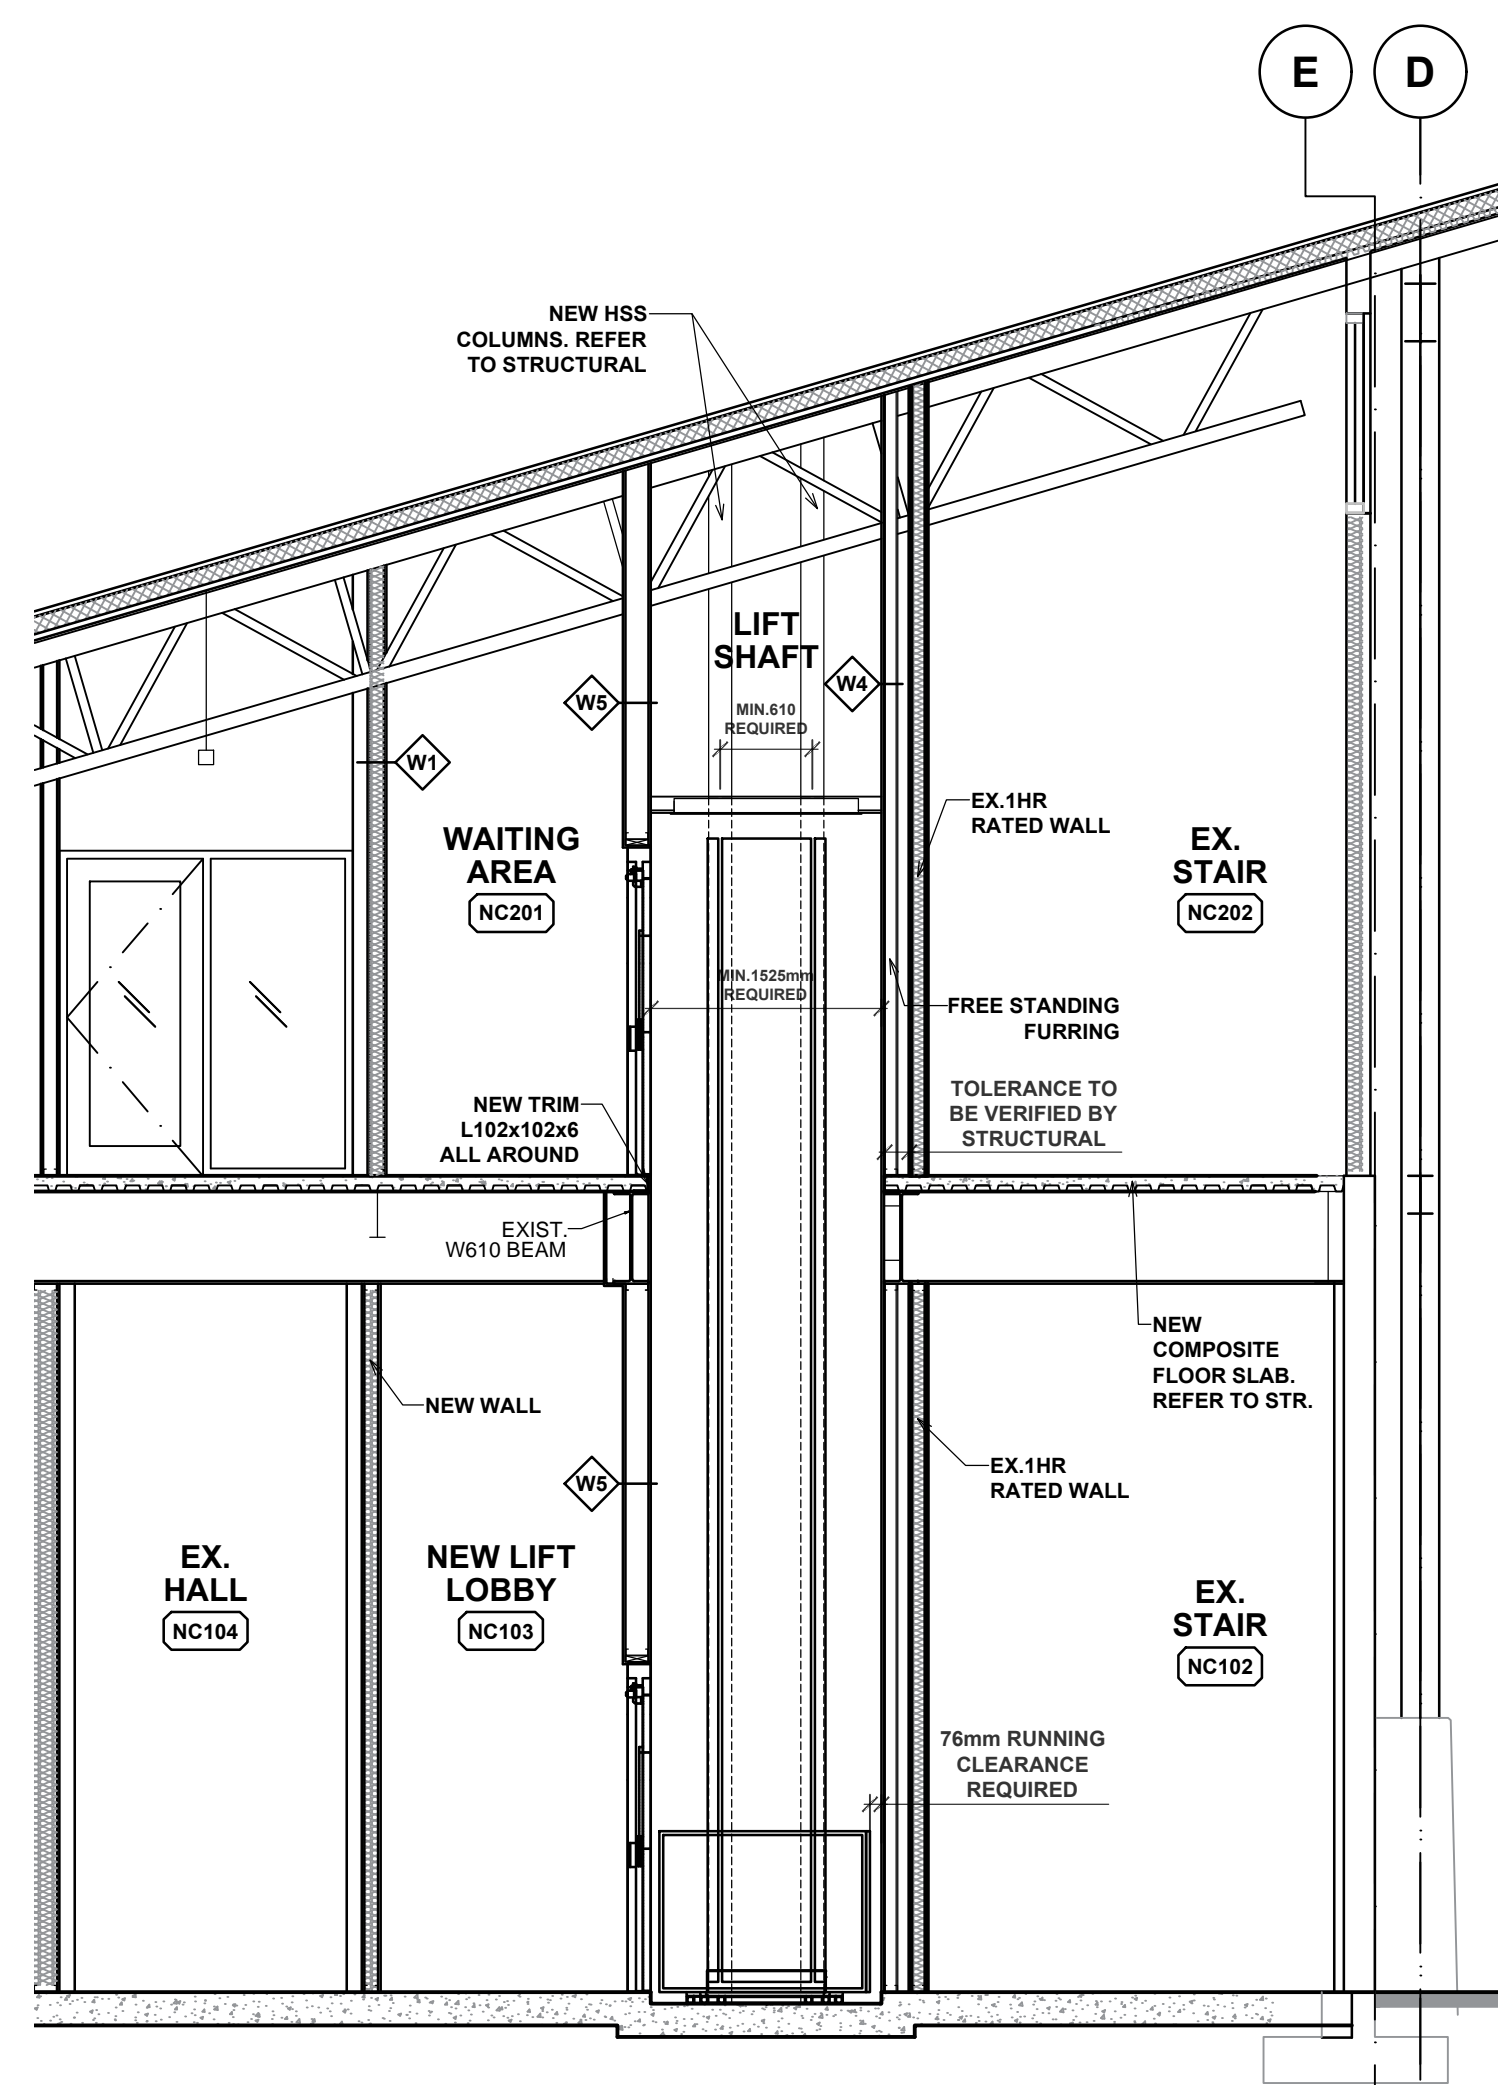 E
D
NEW HSS
COLUMNS. REFER
TO STRUCTURAL
LIFT
SHAFT
W5
W4
MIN.610
REQUIRED
W1
EX.1HR
RATED WALL
WAITING
AREA
NC201
EX.
STAIR
NC202
MIN.1525mm
REQUIRED
FREE STANDING
FURRING
NEW TRIM
L102x102x6
ALL AROUND
TOLERANCE TO
BE VERIFIED BY
STRUCTURAL
EXIST.
W610 BEAM
NEW
COMPOSITE
FLOOR SLAB.
REFER TO STR.
NEW WALL
W5
EX.1HR
RATED WALL
EX.
HALL
NC104
NEW LIFT
LOBBY
NC103
EX.
STAIR
NC102
76mm RUNNING
CLEARANCE
REQUIRED